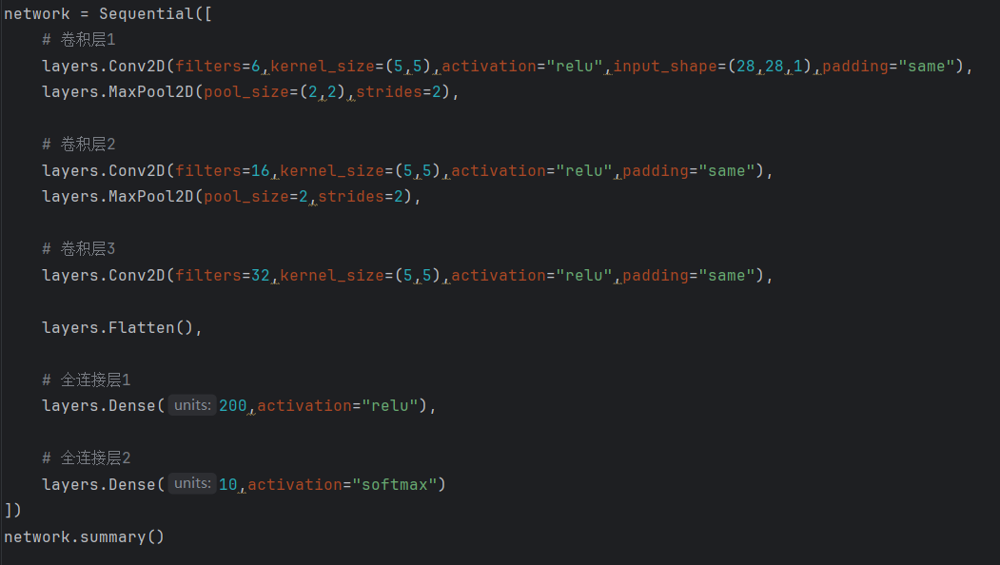 network = Sequential([
# 卷积层1
layers.Conv2D(filters=6,kernel_size=(5,5),activation="relu",input_shape=(28,28,1),padding="same"),
layers.MaxPool2D(pool_size=(2,2),strides=2),
# 卷积层2
layers.Conv2D(filters=16,kernel_size=(5,5),activation="relu",padding="same"),
layers.MaxPool2D(pool_size=2,strides=2),
# 卷积层3
layers.Conv2D(filters=32,kernel_size=(5,5),activation="relu",padding="same"),
layers.Flatten(),
# 全连接层1
layers.Dense( units: 200,activation="relu"),
# 全连接层2
layers.Dense( units: 10,activation="softmax")
])
network.summary()